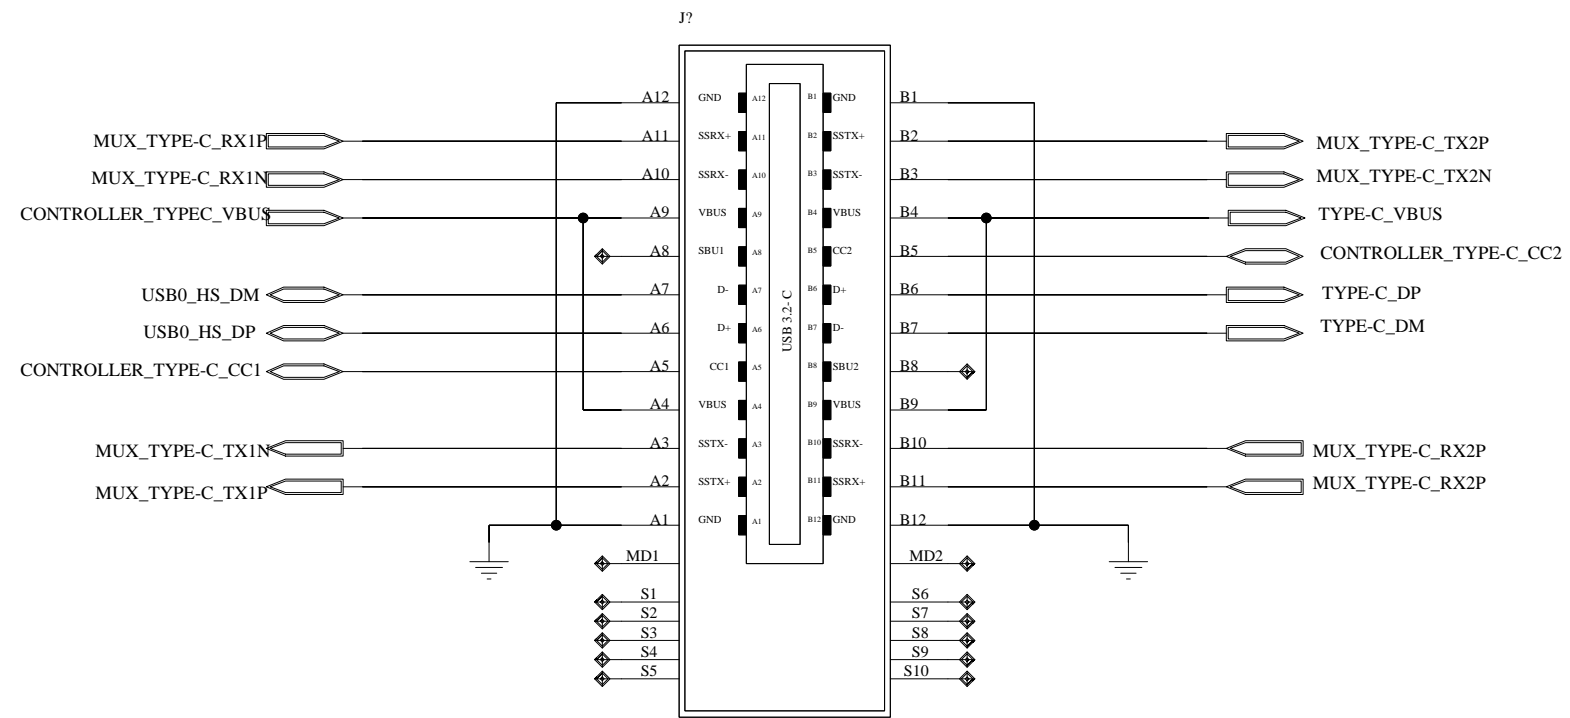 J?
A12 GND A12 B1 GND B1
MUX_TYPE-C_RX1P A11 SSRX+ A11 B2 SSTX+ B2 MUX_TYPE-C_TX2P
MUX_TYPE-C_RX1N A10 SSRX- A10 B3 SSTX- B3 MUX_TYPE-C_TX2N
CONTROLLER_TYPEC_VBUS A9 VBUS A9 B4 VBUS B4 TYPE-C_VBUS
A8 SBU1 A8 B5 CC2 B5 CONTROLLER_TYPE-C_CC2
USB0_HS_DM A7 D- A7 B6 D+ B6 TYPE-C_DP
USB0_HS_DP A6 D+ A6 B7 D- B7 TYPE-C_DM
USB 3.2-C
CONTROLLER_TYPE-C_CC1 A5 CC1 A5 B8 SBU2 B8
A4 VBUS A4 B9 VBUS B9
MUX_TYPE-C_TX1N A3 SSTX- A3 B10 SSRX- B10 MUX_TYPE-C_RX2P
MUX_TYPE-C_TX1P A2 SSTX+ A2 B11 SSRX+ B11 MUX_TYPE-C_RX2P
A1 GND A1 B12 GND B12
MD1 MD2
S1 S6
S2 S7
S3 S8
S4 S9
S5 S10